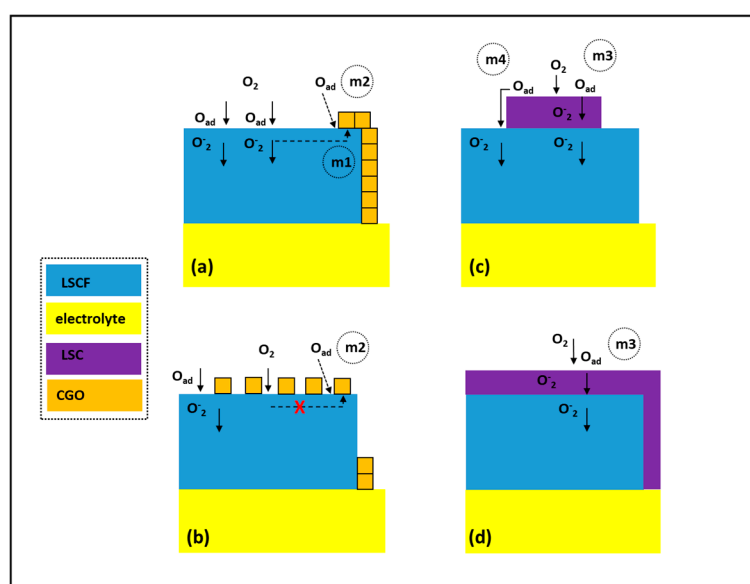 O2
Oad
m2
Oad
Oad
O-2
O-2
m1
(a)
m4
m3
O2
Oad
Oad
O-2
O-2
O-2
(c)
LSCF
electrolyte
LSC
CGO
m2
O2
Oad
Oad
O-2
X
(b)
O2
m3
Oad
O-2
O-2
(d)